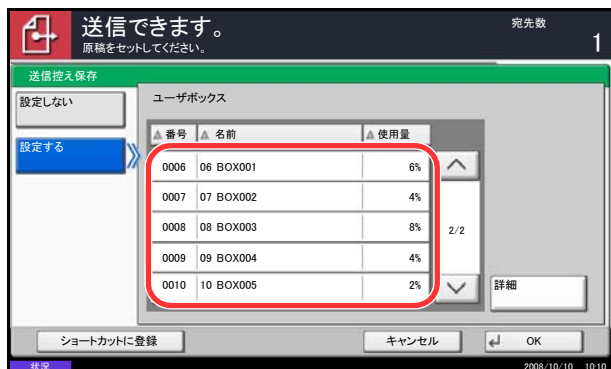 送信できます。
原稿をセットしてください。
宛先数
1
送信控え保存
設定しない
設定する
ユーザボックス
番号 名前 使用量
0006 06 BOX001 6%
0007 07 BOX002 4%
0008 08 BOX003 8%
0009 09 BOX004 4%
0010 10 BOX005 2%
2/2
詳細
ショートカットに登録
キャンセル
OK
状況
2008/10/10 10:10